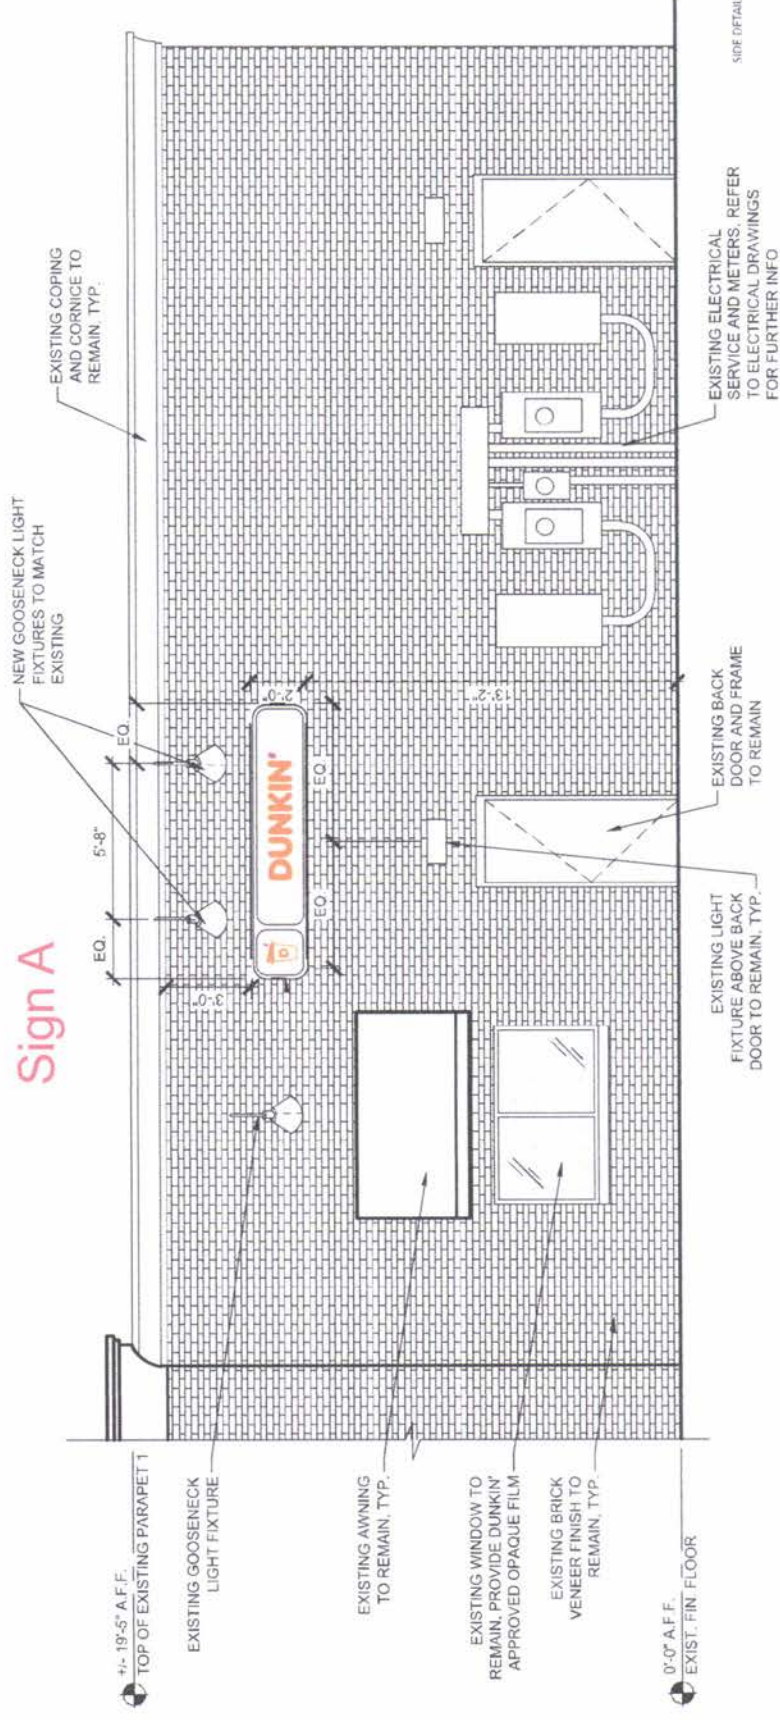 Sign A
NEW GOOSENECK LIGHT
FIXTURES TO MATCH
EXISTING
EXISTING COPING
AND CORNICE TO
REMAIN, TYP.
+/- 19'-5" A.F.F.
TOP OF EXISTING PARAPET 1
EQ.
5'-8"
EQ.
EXISTING GOOSENECK
LIGHT FIXTURE
3'-0"
DUNKIN'
2'-0"
EQ.
EQ.
13'-2"
EXISTING AWNING
TO REMAIN, TYP.
EXISTING WINDOW TO
REMAIN, PROVIDE DUNKIN'
APPROVED OPAQUE FILM
EXISTING BRICK
VENEER FINISH TO
REMAIN, TYP.
0'-0" A.F.F.
EXIST. FIN. FLOOR
EXISTING LIGHT
FIXTURE ABOVE BACK
DOOR TO REMAIN, TYP.
EXISTING BACK
DOOR AND FRAME
TO REMAIN
EXISTING ELECTRICAL
SERVICE AND METERS. REFER
TO ELECTRICAL DRAWINGS
FOR FURTHER INFO
SIDE DETAIL